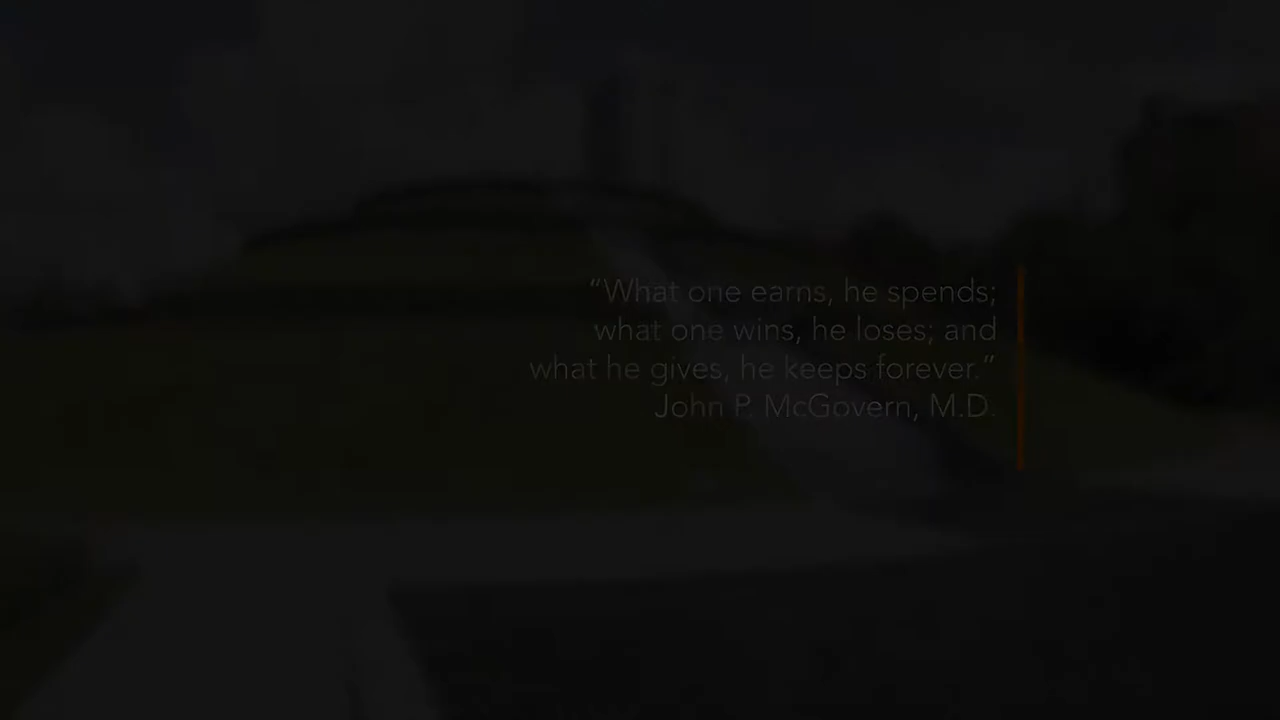 “What one earns, he spends;
what one wins, he loses; and
what he gives, he keeps forever.”
John P. McGovern, M.D.